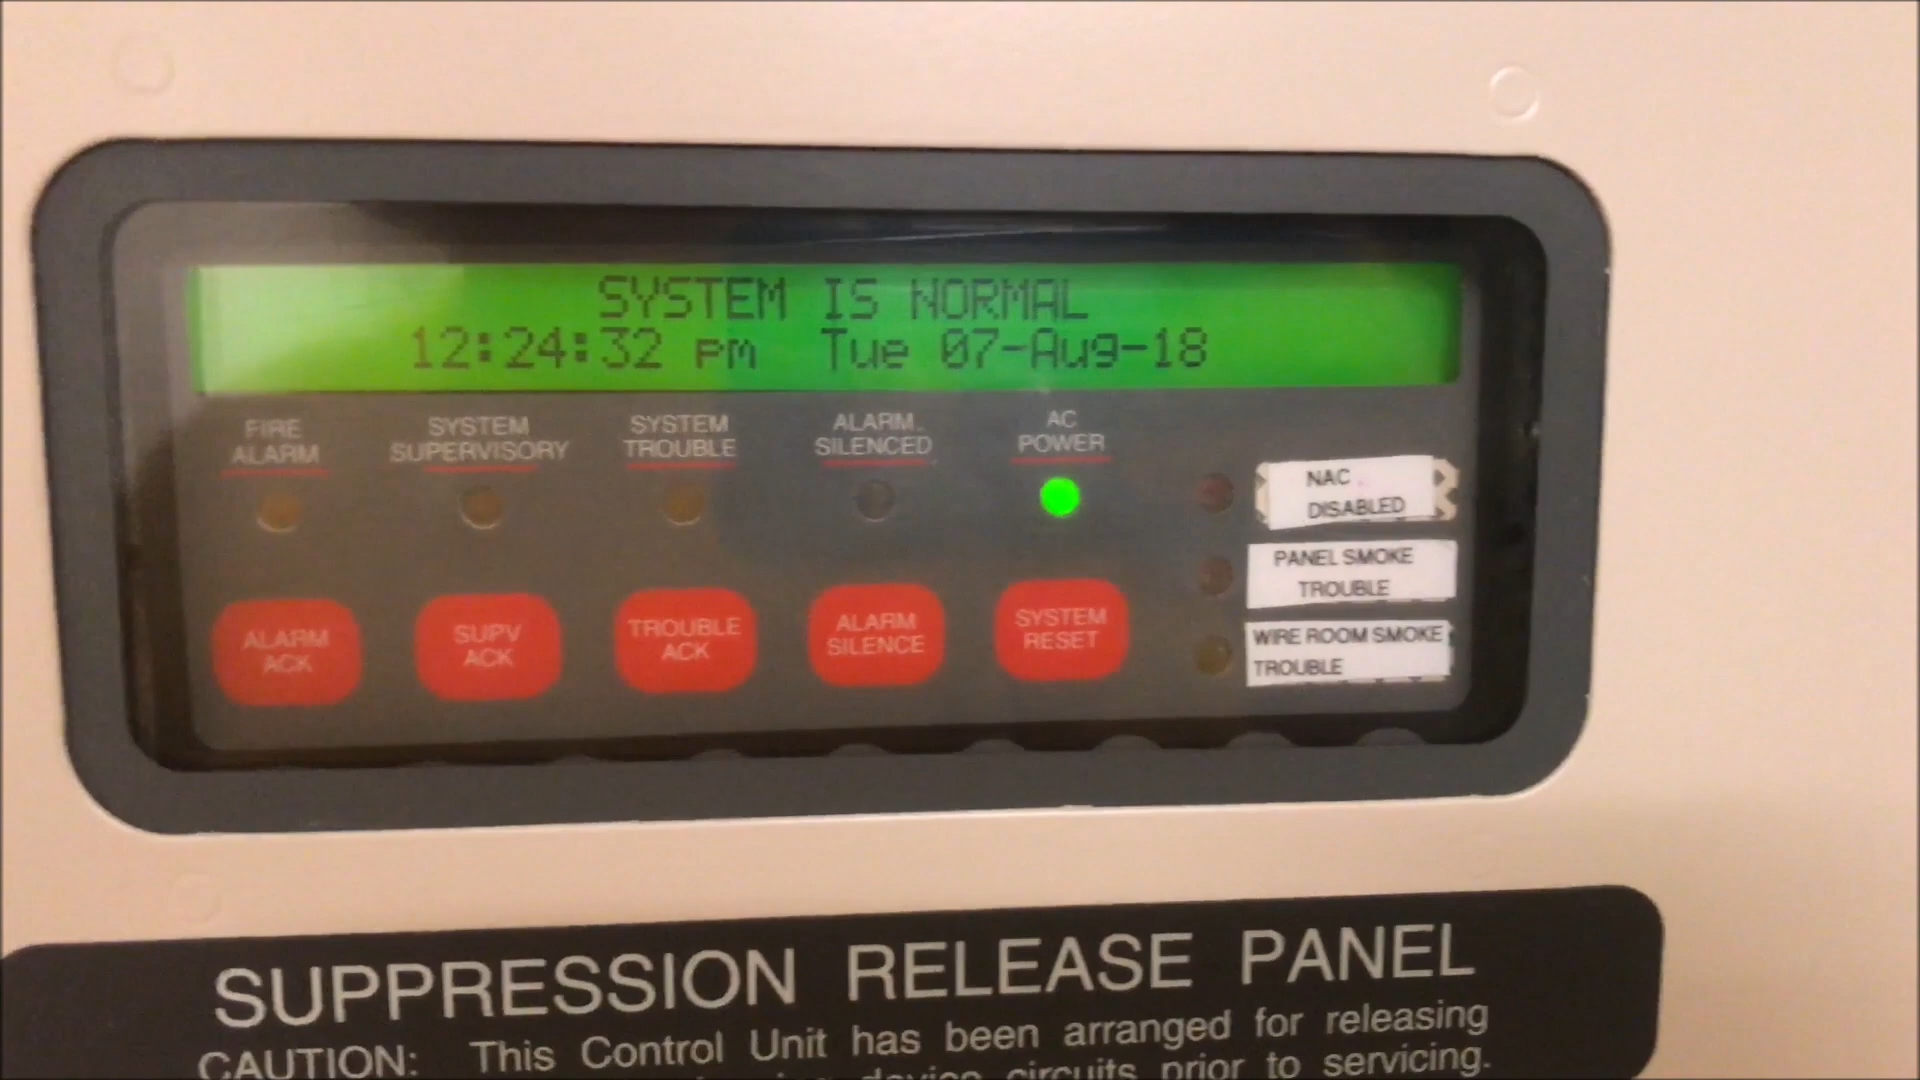 SYSTEM IS NORMAL
12:24:32 pm Tue 07-Aug-18
FIRE
ALARM
SYSTEM
SUPERVISORY
SYSTEM
TROUBLE
ALARM
SILENCED
AC
POWER
NAC
DISABLED
PANEL SMOKE
TROUBLE
WIRE ROOM SMOKE
TROUBLE
ALARM
ACK
SUPV
ACK
TROUBLE
ACK
ALARM
SILENCE
SYSTEM
RESET
SUPPRESSION RELEASE PANEL
CAUTION: This Control Unit has been arranged for releasing
device circuits prior to servicing.